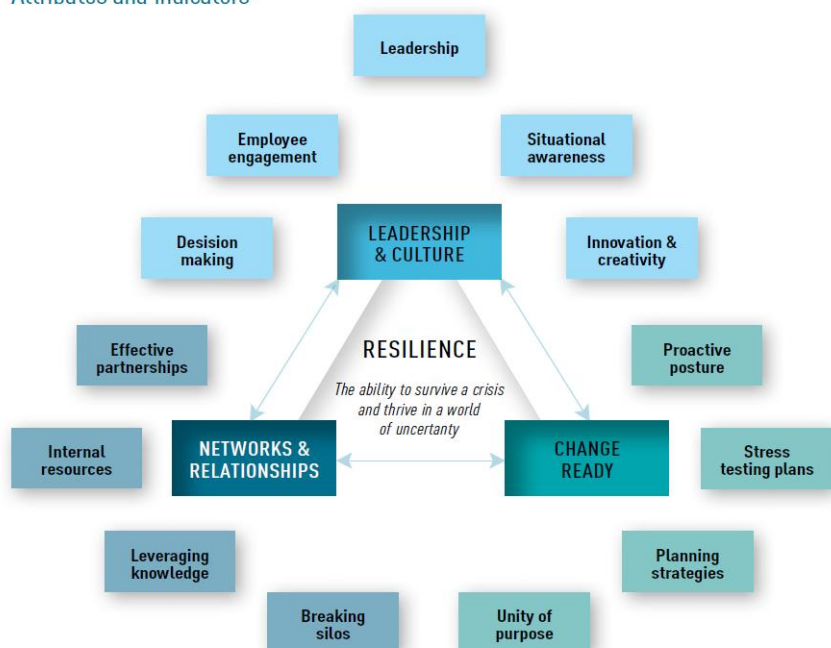 Attributes and Indicators
Leadership
Employee
engagement
Situational
awareness
Desision
making
LEADERSHIP
& CULTURE
Innovation &
creativity
Effective
partnerships
RESILIENCE
The ability to survive a crisis
and thrive in a world
of uncertanty
Proactive
posture
Internal
resources
NETWORKS &
RELATIONSHIPS
CHANGE
READY
Stress
testing plans
Leveraging
knowledge
Planning
strategies
Breaking
silos
Unity of
purpose